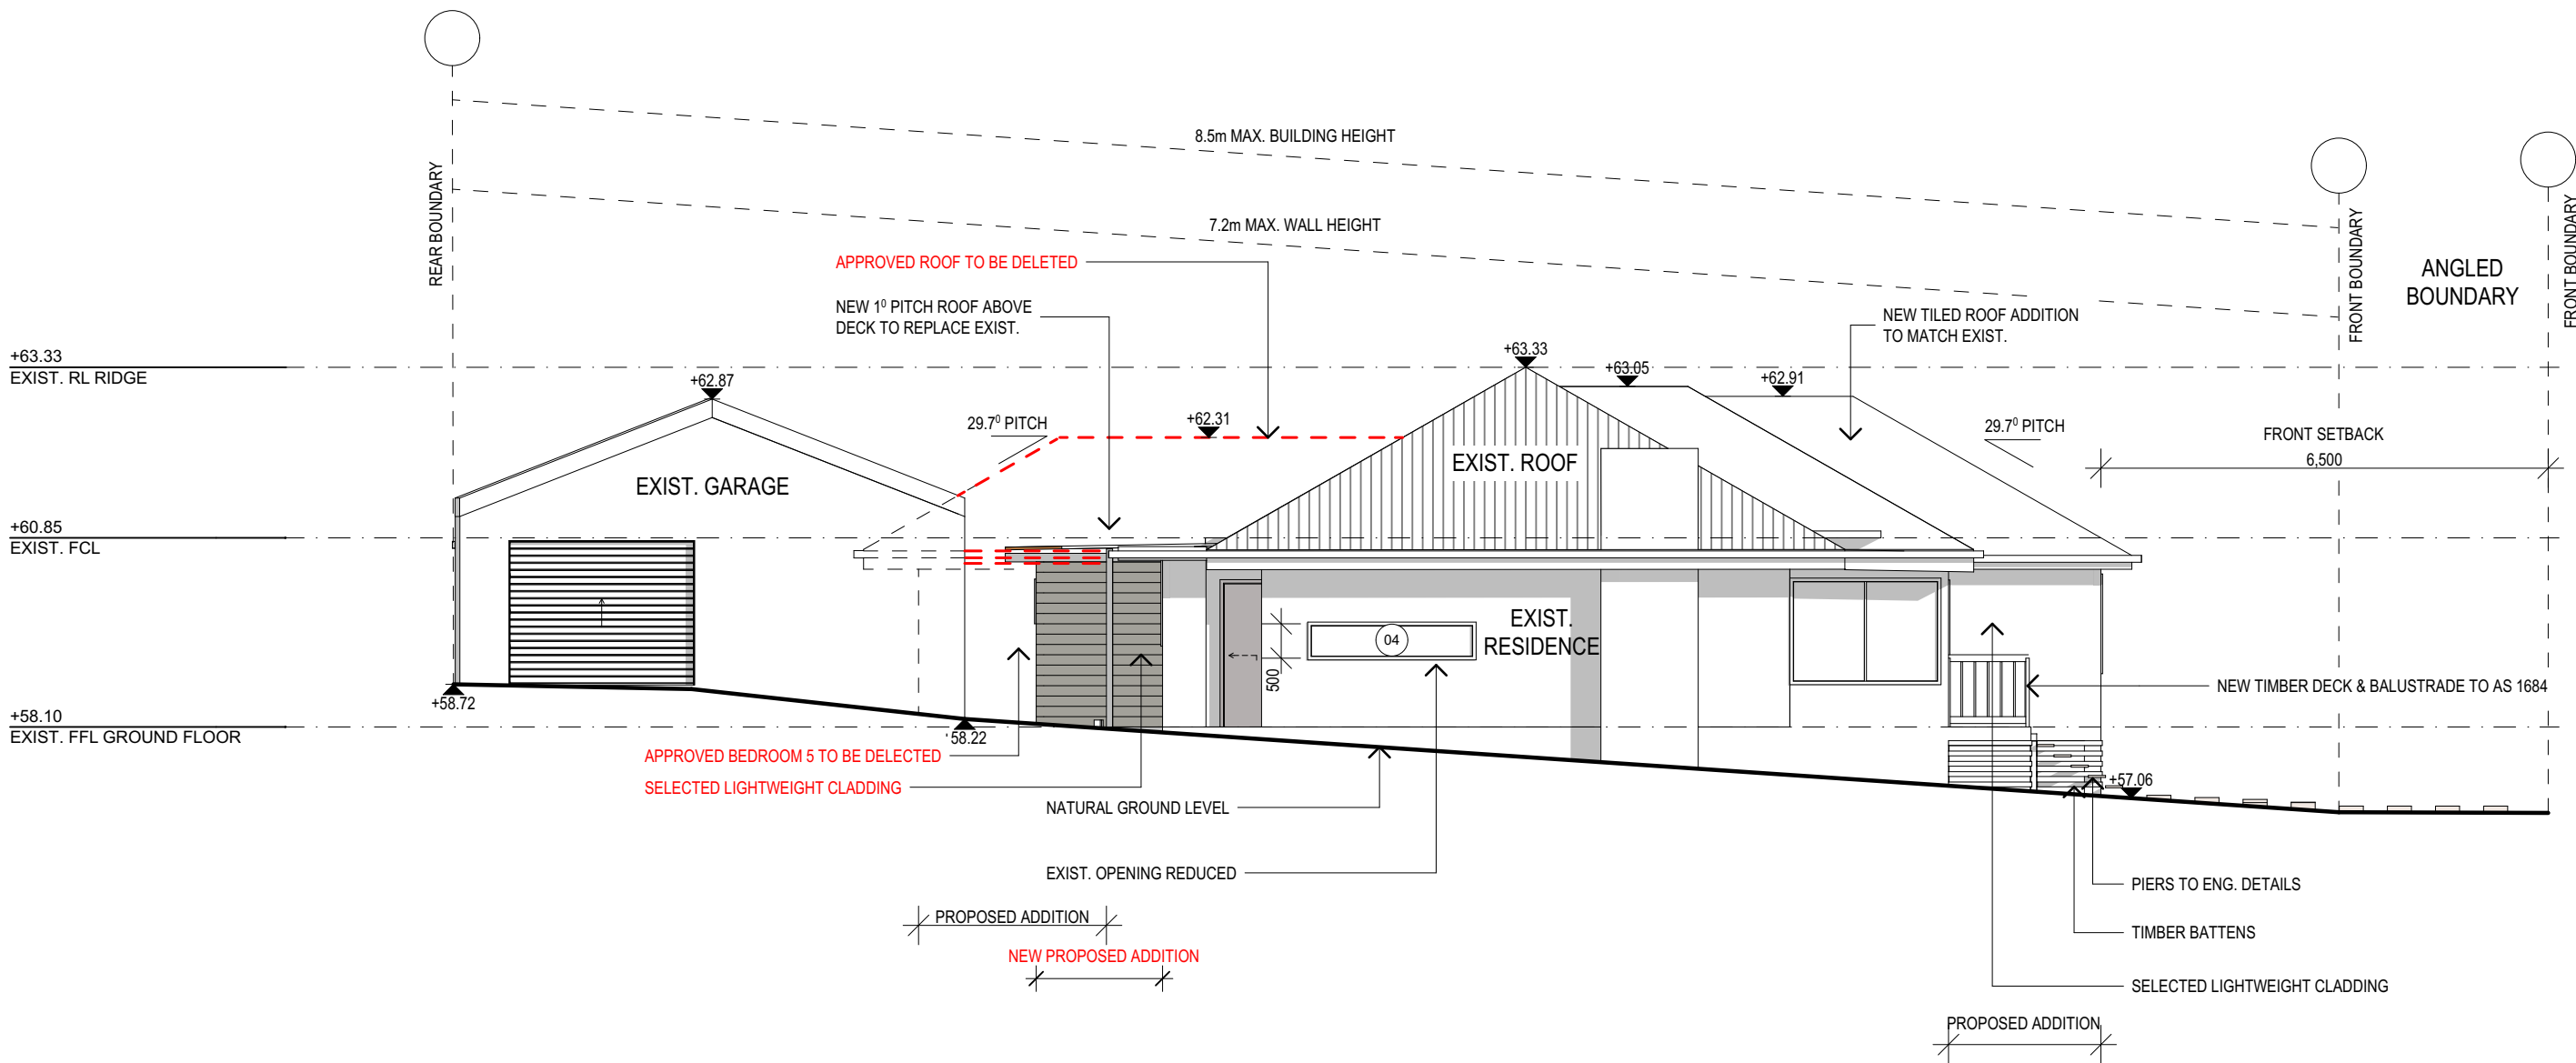 8.5m MAX. BUILDING HEIGHT
REAR BOUNDARY
7.2m MAX. WALL HEIGHT
FRONT BOUNDARY
FRONT BOUNDARY
ANGLED
BOUNDARY
APPROVED ROOF TO BE DELETED
NEW 1⁰ PITCH ROOF ABOVE
DECK TO REPLACE EXIST.
NEW TILED ROOF ADDITION
TO MATCH EXIST.
+63.33
EXIST. RL RIDGE
+63.33
+63.05
+62.91
+62.87
+62.31
29.7⁰ PITCH
29.7⁰ PITCH
FRONT SETBACK
6,500
EXIST. ROOF
EXIST. GARAGE
+60.85
EXIST. FCL
EXIST.
RESIDENCE
04
500
NEW TIMBER DECK & BALUSTRADE TO AS 1684
+58.72
+58.10
EXIST. FFL GROUND FLOOR
58.22
APPROVED BEDROOM 5 TO BE DELECTED
SELECTED LIGHTWEIGHT CLADDING
+57.06
NATURAL GROUND LEVEL
EXIST. OPENING REDUCED
PIERS TO ENG. DETAILS
PROPOSED ADDITION
TIMBER BATTENS
NEW PROPOSED ADDITION
SELECTED LIGHTWEIGHT CLADDING
PROPOSED ADDITION